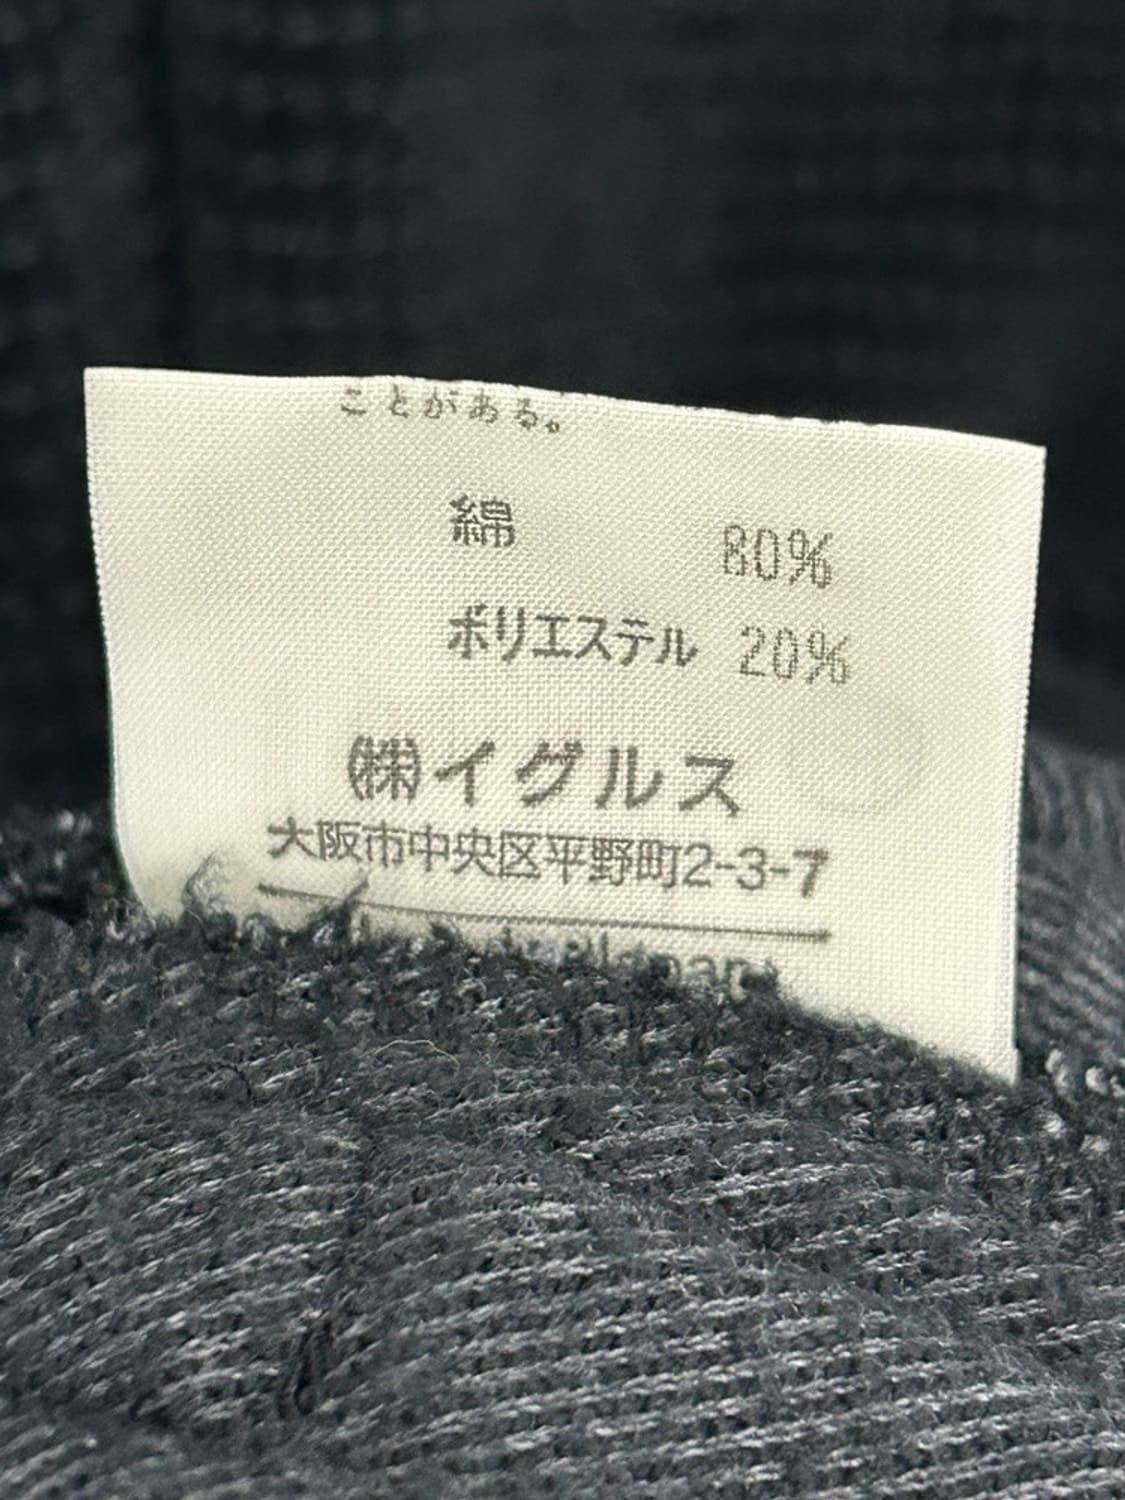 ことがある。
綿 80%
ポリエステル 20%
(株)イグルス
大阪市中央区平野町2-3-7